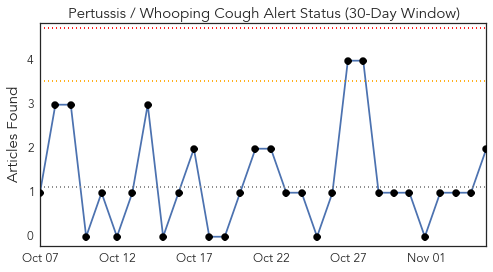 Pertussis / Whooping Cough Alert Status (30-Day Window)
Articles Found
4
3
2
1
0
Oct 07 Oct 12 Oct 17 Oct 22 Oct 27 Nov 01